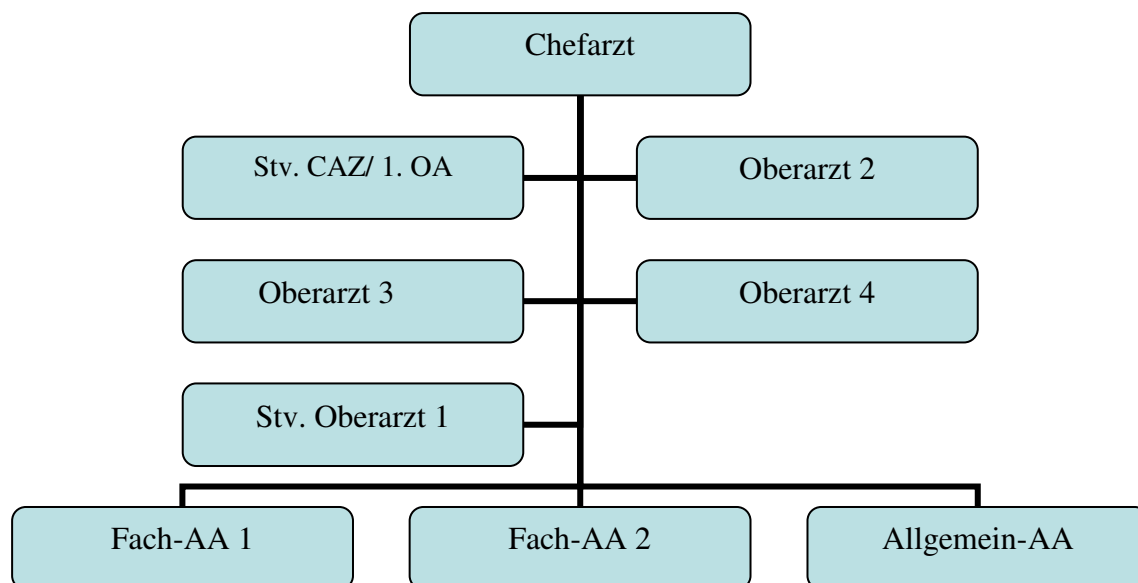 Chefarzt
Stv. CAZ/ 1. OA
Oberarzt 2
Oberarzt 3
Oberarzt 4
Stv. Oberarzt 1
Fach-AA 1
Fach-AA 2
Allgemein-AA